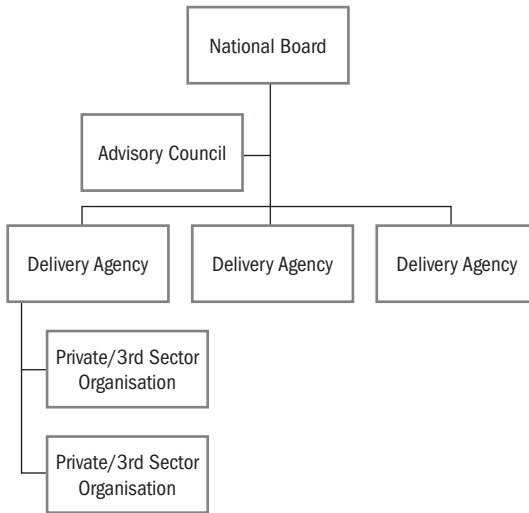 National Board
Advisory Council
Delivery Agency
Delivery Agency
Delivery Agency
Private/3rd Sector
Organisation
Private/3rd Sector
Organisation